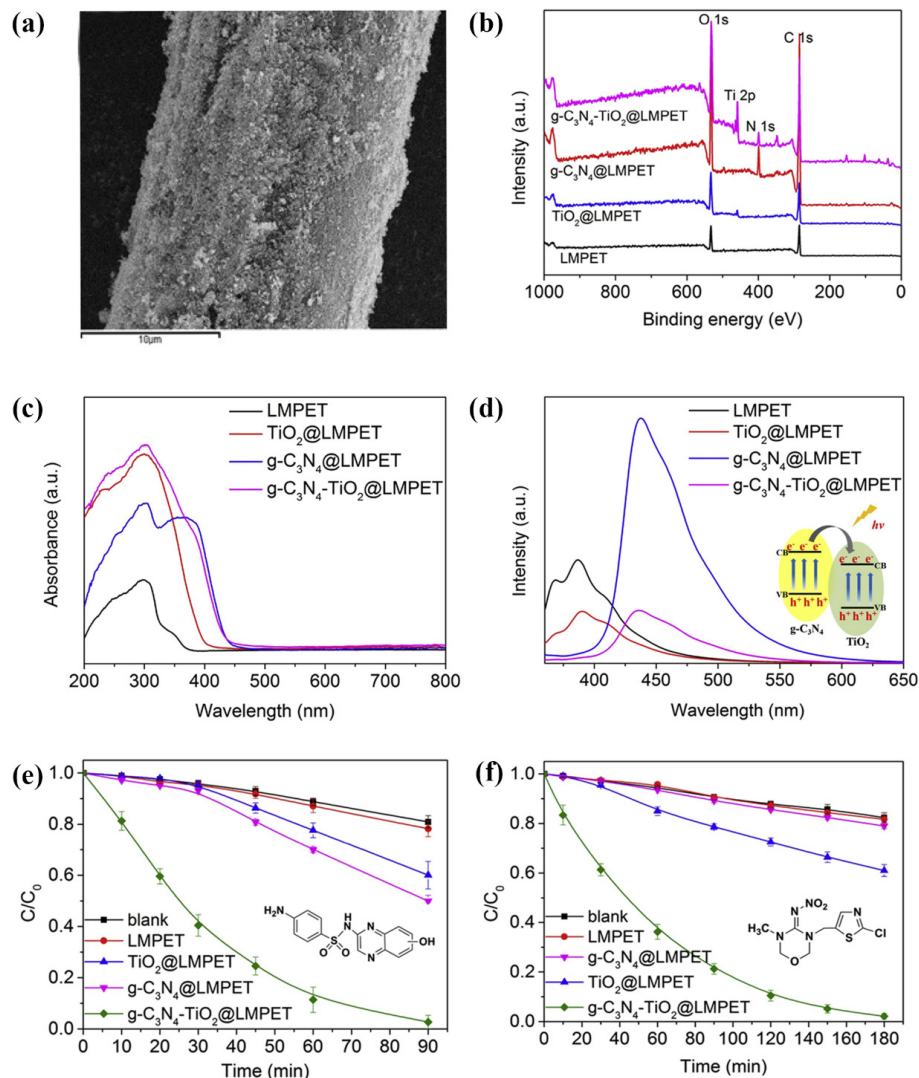 (a)
10μm
(b)
Intensity (a.u.)
O 1s
C 1s
Ti 2p
N 1s
g-C₃N₄-TiO₂@LMPET
g-C₃N₄@LMPET
TiO₂@LMPET
LMPET
1000 800 600 400 200 0
Binding energy (eV)
(c)
Absorbance (a.u.)
LMPET
TiO₂@LMPET
g-C₃N₄@LMPET
g-C₃N₄-TiO₂@LMPET
200 300 400 500 600 700 800
Wavelength (nm)
(d)
Intensity (a.u.)
LMPET
TiO₂@LMPET
g-C₃N₄@LMPET
g-C₃N₄-TiO₂@LMPET
hν
CB e⁻ e⁻ e⁻
e⁻ e⁻ e⁻ CB
VB h⁺ h⁺ h⁺
h⁺ h⁺ h⁺ VB
g-C₃N₄
TiO₂
400 450 500 550 600 650
Wavelength (nm)
(e)
C/C₀
1.0
0.8
0.6
0.4
0.2
0.0
blank
LMPET
TiO₂@LMPET
g-C₃N₄@LMPET
g-C₃N₄-TiO₂@LMPET
H₂N
H
N
N
S
O O
N
OH
0 10 20 30 40 50 60 70 80 90
Time (min)
(f)
C/C₀
1.0
0.8
0.6
0.4
0.2
0.0
blank
LMPET
g-C₃N₄@LMPET
TiO₂@LMPET
g-C₃N₄-TiO₂@LMPET
NO₂
N
H₃C N N
N
S
Cl
O
0 20 40 60 80 100 120 140 160 180
Time (min)